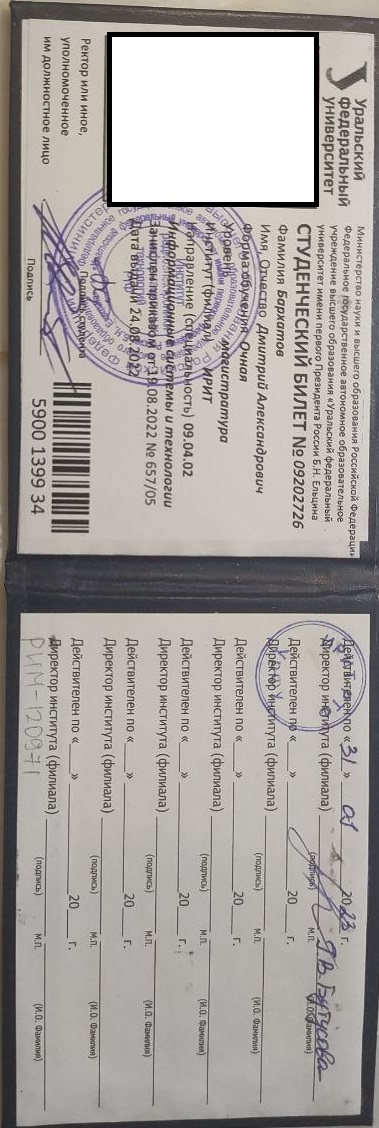 Уральский
Федеральный
университет
Министерство науки и высшего образования Российской Федерации
Федеральное государственное автономное образовательное
учреждение высшего образования «Уральский федеральный
университет имени первого Президента России Б.Н. Ельцина
СТУДЕНЧЕСКИЙ БИЛЕТ № 09202726
Фамилия Бархатов
Имя, Отчество Дмитрий Александрович
Форма обучения Очная
Уровень магистратура
Институт (филиал) ИРИТ
Направление (специальность) 09.04.02
Информационные системы и технологии
Зачислен приказом от 19.08.2022 № 657/05
Дата выдачи 24.08.2022
Подпись студента
Ректор или иное,
уполномоченное
им должностное лицо
Подпись
5900 1399 34
Действителен по « 31 » 01 2023 г.
Директор института (филиала)
(подпись) (И.О. Фамилия)
Действителен по « » 20 г.
Директор института (филиала)
(подпись) м.п. (И.О. Фамилия)
Действителен по « » 20 г.
Директор института (филиала)
(подпись) м.п. (И.О. Фамилия)
Действителен по « » 20 г.
Директор института (филиала)
(подпись) м.п. (И.О. Фамилия)
Действителен по « » 20 г.
Директор института (филиала)
(подпись) м.п. (И.О. Фамилия)
Действителен по « » 20 г.
Директор института (филиала)
(подпись) м.п. (И.О. Фамилия)
РИМ-120971